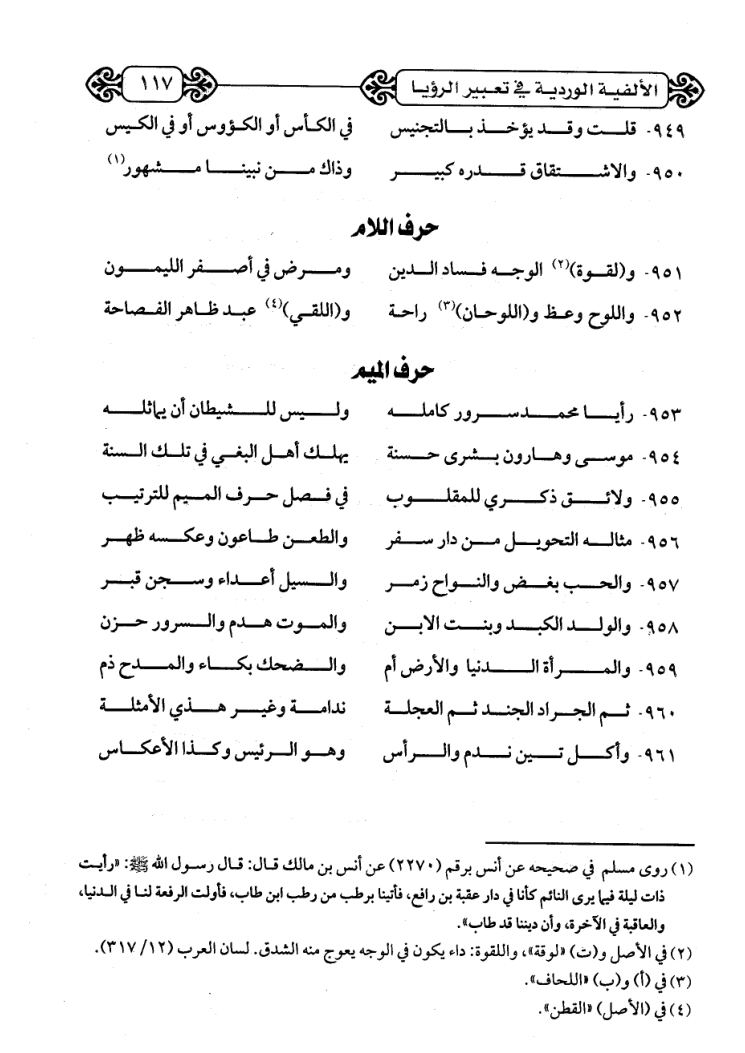 الألفية الوردية في تعبير الرؤيا ١١٧
٩٤٩- قلت وقد يؤخذ بالتجنيس في الكأس أو الكؤوس أو في الكيس
٩٥٠- والاشتقاق قدره كبير وذاك من نبينا مشهور(١)
حرف اللام
٩٥١- و(لقوة)(٢) الوجه فساد الدين ومرض في أصفر الليمون
٩٥٢- واللوح وعظ و(اللوحان)(٣) راحة و(اللقي)(٤) عبد ظاهر الفصاحة
حرف الميم
٩٥٣- رأيا محمد سرور كامله وليس للشيطان أن يماثله
٩٥٤- موسى وهارون بشرى حسنة يهلك أهل البغي في تلك السنة
٩٥٥- ولائق ذكري للمقلوب في فصل حرف الميم للترتيب
٩٥٦- مثاله التحويل من دار سفر والطعن طاعون وعكسه ظهر
٩٥٧- والحب بغض والنواح زمر والسيل أعداء وسجن قبر
٩٥٨- والولد الكبد وبنت الابن والموت هدم والسرور حزن
٩٥٩- والمرأة الدنيا والأرض أم والضحك بكاء والمدح ذم
٩٦٠- ثم الجراد الجند ثم العجلة ندامة وغير هذي الأمثلة
٩٦١- وأكل تين ندم والرأس وهو الرئيس وكذا الأعكاس
(١) روى مسلم في صحيحه عن أنس برقم (٢٢٧٠) عن أنس بن مالك قال: قال رسول الله ﷺ: «رأيت
ذات ليلة فيما يرى النائم كأنا في دار عقبة بن رافع، فأتينا برطب من رطب ابن طاب، فأولت الرفعة لنا في الدنيا،
والعاقبة في الآخرة، وأن ديننا قد طاب».
(٢) في الأصل و(ت) «لوقة»، واللقوة: داء يكون في الوجه يعوج منه الشدق. لسان العرب (١٢/ ٣١٧).
(٣) في (أ) و(ب) «اللحاف».
(٤) في (الأصل) «القطن».